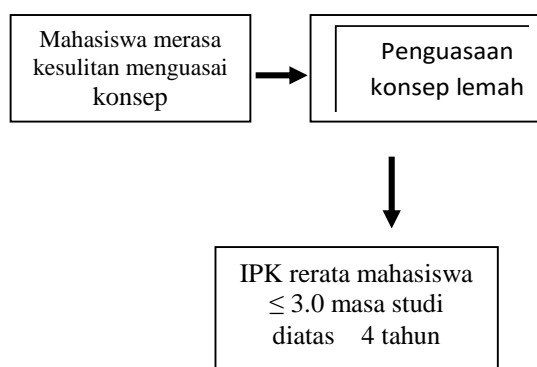 Mahasiswa merasa
kesulitan menguasai
konsep
Penguasaan
konsep lemah
IPK rerata mahasiswa
≤ 3.0 masa studi
diatas 4 tahun